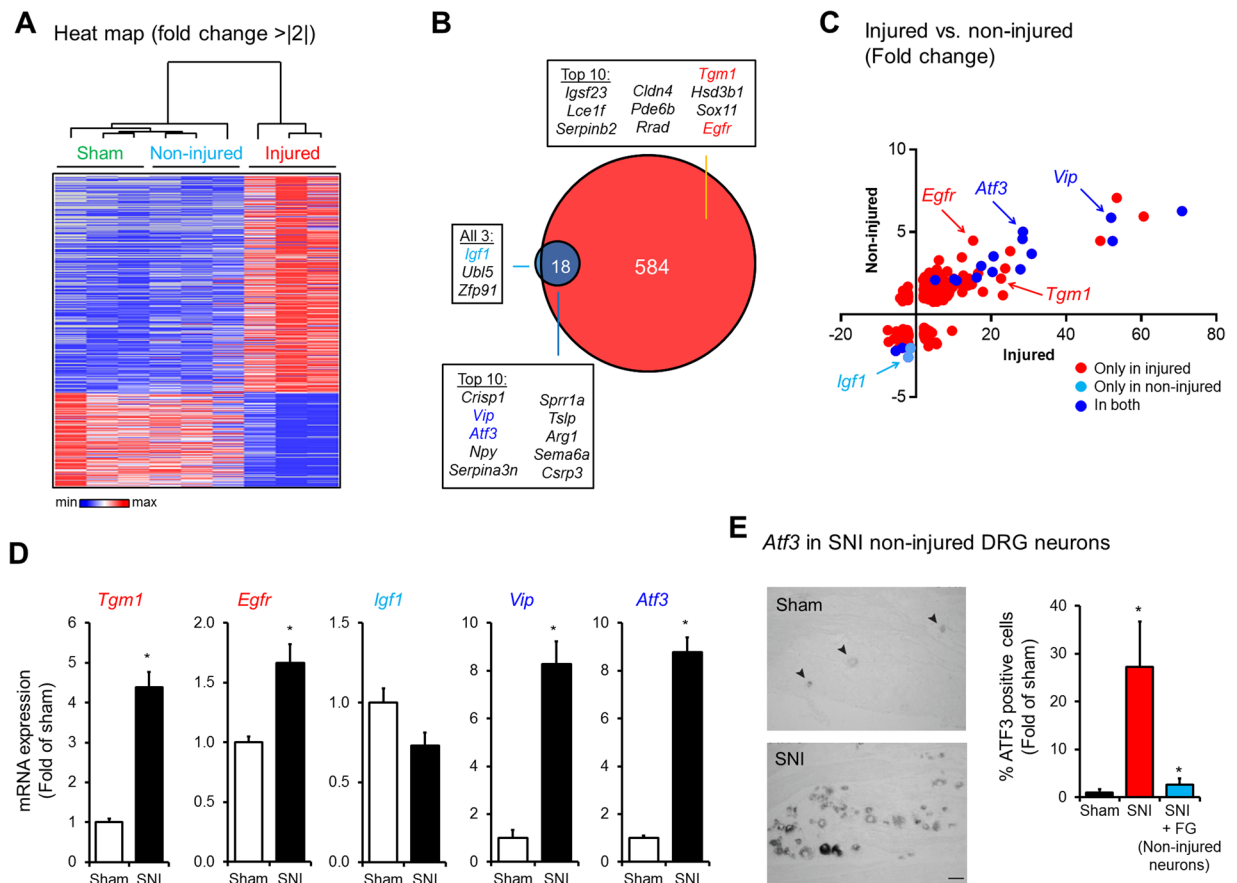 A
Heat map (fold change >|2|)
Sham
Non-injured
Injured
min
max
B
Top 10:
Igsf23
Lce1f
Serpinb2
Cldn4
Pde6b
Rrad
Tgm1
Hsd3b1
Sox11
Egfr
All 3:
Igf1
Ubl5
Zfp91
18
584
Top 10:
Crisp1
Vip
Atf3
Npy
Serpina3n
Sprr1a
Tslp
Arg1
Sema6a
Csrp3
C
Injured vs. non-injured
(Fold change)
Non-injured
10
5
-5
-20
20
40
60
80
Injured
Egfr
Atf3
Vip
Tgm1
Igf1
Only in injured
Only in non-injured
In both
D
mRNA expression
(Fold of sham)
Tgm1
6
5
4
3
2
1
0
*
Sham SNI
Egfr
2.0
1.5
1.0
0.5
0.0
*
Sham SNI
Igf1
1.5
1.0
0.5
0.0
Sham SNI
Vip
10
8
6
4
2
0
*
Sham SNI
Atf3
10
8
6
4
2
0
*
Sham SNI
E
Atf3 in SNI non-injured DRG neurons
Sham
SNI
% ATF3 positive cells
(Fold of sham)
40
30
20
10
0
*
*
Sham
SNI
SNI
+ FG
(Non-injured
neurons)